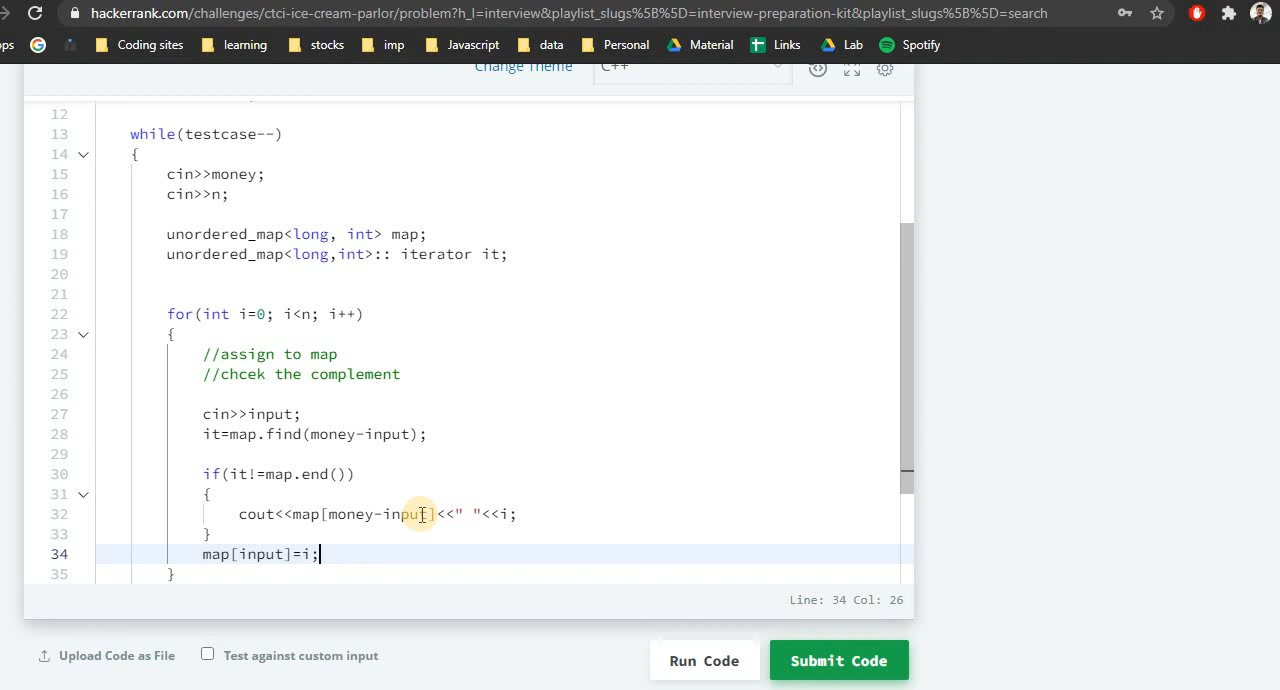 hackerrank.com/challenges/ctci-ice-cream-parlor/problem?h_l=interview&playlist_slugs%5B%5D=interview-preparation-kit&playlist_slugs%5B%5D=search
ops Coding sites learning stocks imp Javascript data Personal Material Links Lab Spotify
Change Theme C++
12
13 while(testcase--)
14 {
15 cin>>money;
16 cin>>n;
17
18 unordered_map<long, int> map;
19 unordered_map<long,int>:: iterator it;
20
21
22 for(int i=0; i<n; i++)
23 {
24 //assign to map
25 //chcek the complement
26
27 cin>>input;
28 it=map.find(money-input);
29
30 if(it!=map.end())
31 {
32 cout<<map[money-input]<<" "<<i;
33 }
34 map[input]=i;
35 }
Line: 34 Col: 26
Upload Code as File Test against custom input Run Code Submit Code